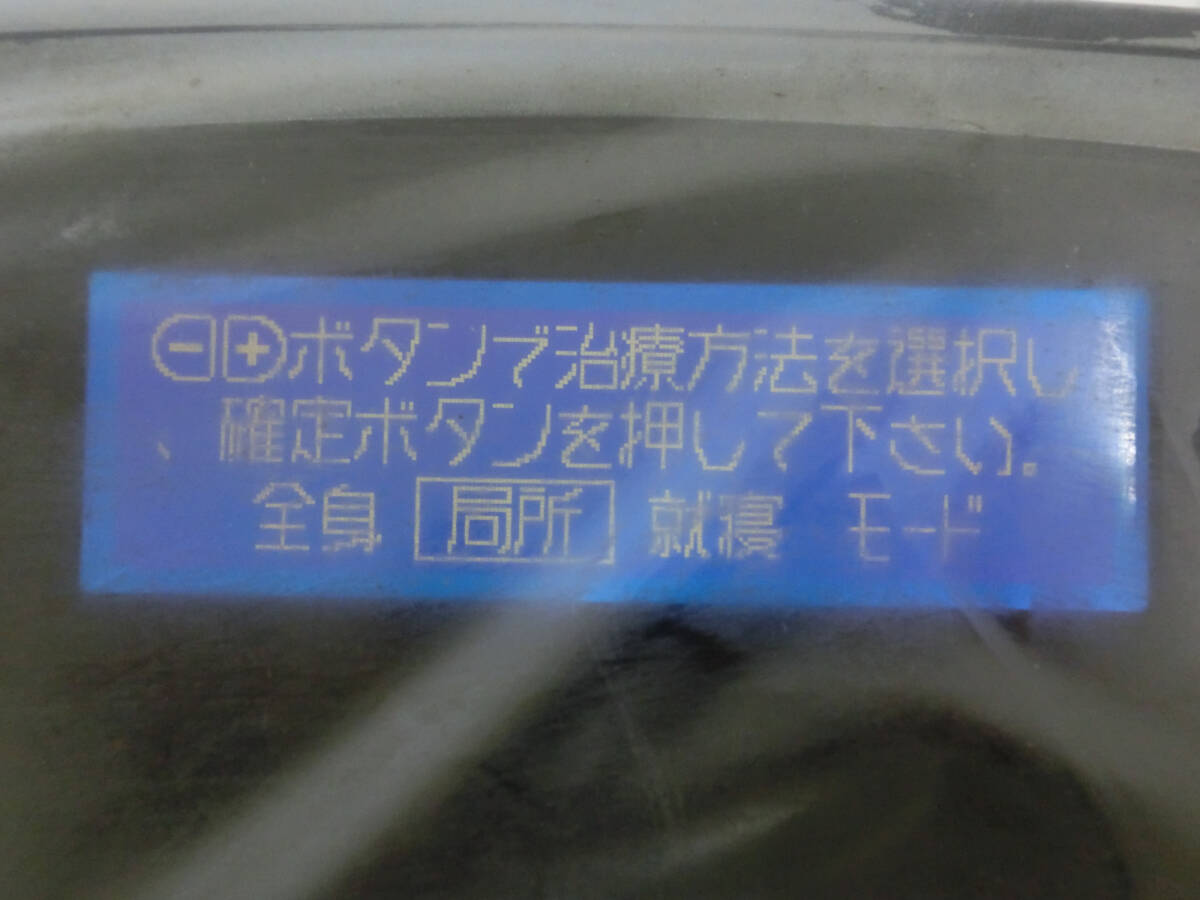 ⊖⊕ボタンで治療方法を選択し
、確定ボタンを押して下さい。
全身 局所 就寝 モード